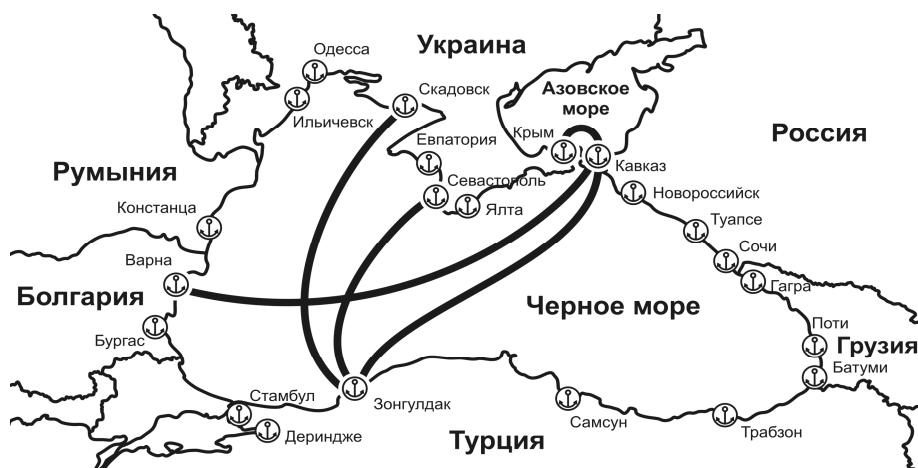 Украина
Одесса
Скадовск
Ильичевск
Азовское
море
Крым
Кавказ
Россия
Евпатория
Севастополь
Ялта
Новороссийск
Румыния
Констанца
Туапсе
Сочи
Гагра
Варна
Болгария
Черное море
Бургас
Поти
Грузия
Батуми
Стамбул
Зонгулдак
Дериндже
Турция
Самсун
Трабзон